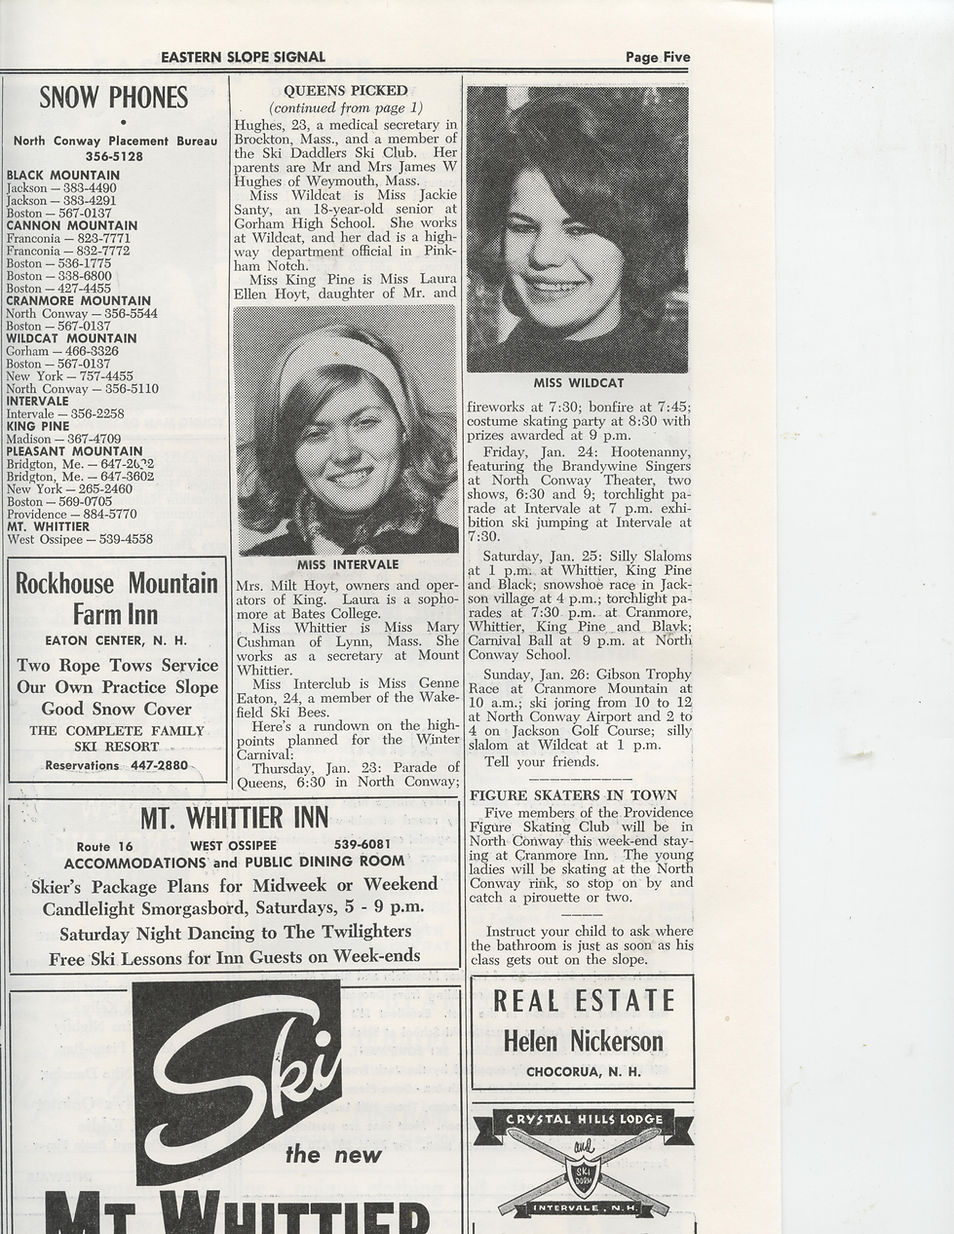 EASTERN SLOPE SIGNAL
Page Five
SNOW PHONES
North Conway Placement Bureau
356-5128
BLACK MOUNTAIN
Jackson — 383-4490
Jackson — 383-4291
Boston — 567-0137
CANNON MOUNTAIN
Franconia — 823-7771
Franconia — 832-7772
Boston — 536-1775
Boston — 338-6800
Boston — 427-4455
CRANMORE MOUNTAIN
North Conway — 356-5544
Boston — 567-0137
WILDCAT MOUNTAIN
Gorham — 466-3326
Boston — 567-0137
New York — 757-4455
North Conway — 356-5110
INTERVALE
Intervale — 356-2258
KING PINE
Madison — 367-4709
PLEASANT MOUNTAIN
Bridgton, Me. —
Bridgton, Me. — 647-3602
New York — 265-2460
Boston — 569-0705
Providence — 884-5770
MT. WHITTIER
West Ossipee — 539-4558
Rockhouse Mountain
Farm Inn
EATON CENTER, N. H.
Two Rope Tows Service
Our Own Practice Slope
Good Snow Cover
THE COMPLETE FAMILY
SKI RESORT
Reservations 447-2880
QUEENS PICKED
(continued from page 1)
Hughes, 23, a medical secretary in
Brockton, Mass., and a member of
the Ski Daddlers Ski Club. Her
parents are Mr and Mrs James W
Hughes of Weymouth, Mass.
Miss Wildcat is Miss Jackie
Santy, an 18-year-old senior at
Gorham High School. She works
at Wildcat, and her dad is a high-
way department official in Pink-
ham Notch.
Miss King Pine is Miss Laura
Ellen Hoyt, daughter of Mr. and
MISS INTERVALE
Mrs. Milt Hoyt, owners and oper-
ators of King. Laura is a sopho-
more at Bates College.
Miss Whittier is Miss Mary
Cushman of Lynn, Mass. She
works as a secretary at Mount
Whittier.
Miss Interclub is Miss Genne
Eaton, 24, a member of the Wake-
field Ski Bees.
Here's a rundown on the high-
points planned for the Winter
Carnival:
Thursday, Jan. 23: Parade of
Queens, 6:30 in North Conway;
MISS WILDCAT
fireworks at 7:30; bonfire at 7:45;
costume skating party at 8:30 with
prizes awarded at 9 p.m.
Friday, Jan. 24: Hootenanny,
featuring the Brandywine Singers
at North Conway Theater, two
shows, 6:30 and 9; torchlight pa-
rade at Intervale at 7 p.m. exhi-
bition ski jumping at Intervale at
7:30.
Saturday, Jan. 25: Silly Slaloms
at 1 p.m. at Whittier, King Pine
and Black; snowshoe race in Jack-
son village at 4 p.m.; torchlight pa-
rades at 7:30 p.m. at Cranmore,
Whittier, King Pine and Blavk;
Carnival Ball at 9 p.m. at North
Conway School.
Sunday, Jan. 26: Gibson Trophy
Race at Cranmore Mountain at
10 a.m.; ski joring from 10 to 12
at North Conway Airport and 2 to
4 on Jackson Golf Course; silly
slalom at Wildcat at 1 p.m.
Tell your friends.
FIGURE SKATERS IN TOWN
Five members of the Providence
Figure Skating Club will be in
North Conway this week-end stay-
ing at Cranmore Inn. The young
ladies will be skating at the North
Conway rink, so stop on by and
catch a pirouette or two.
Instruct your child to ask where
the bathroom is just as soon as his
class gets out on the slope.
MT. WHITTIER INN
Route 16 WEST OSSIPEE 539-6081
ACCOMMODATIONS and PUBLIC DINING ROOM
Skier's Package Plans for Midweek or Weekend
Candlelight Smorgasbord, Saturdays, 5 - 9 p.m.
Saturday Night Dancing to The Twilighters
Free Ski Lessons for Inn Guests on Week-ends
Ski
the new
MT WHITTIER
REAL ESTATE
Helen Nickerson
CHOCORUA, N. H.
CRYSTAL HILLS LODGE
and
SKI
DORM
INTERVALE, N.H.